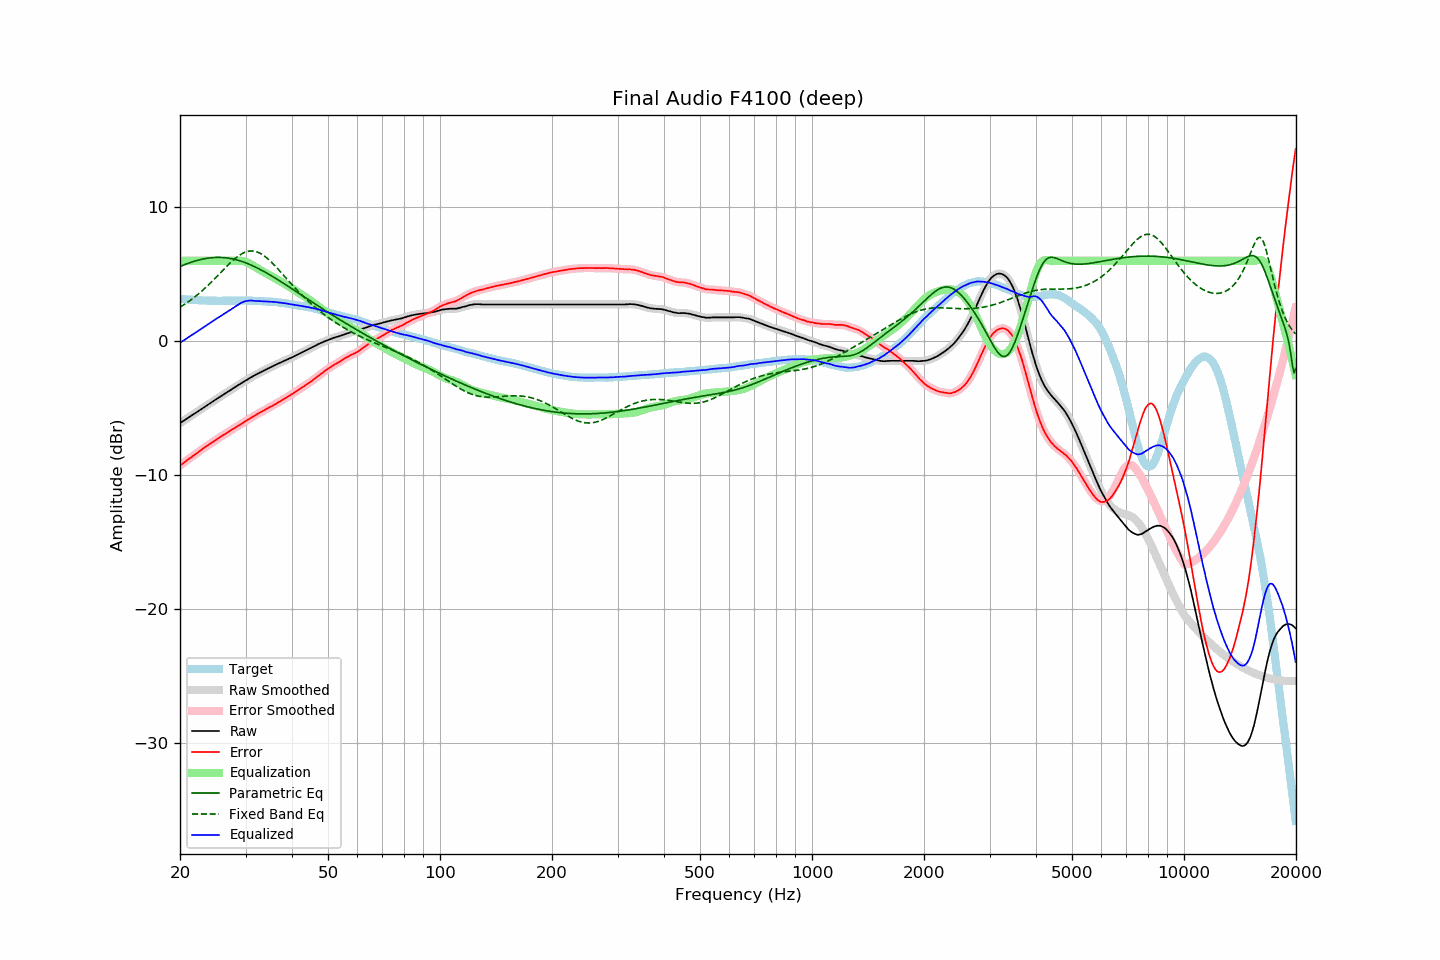 Final Audio F4100 (deep)
Amplitude (dBr)
10
0
−10
−20
−30
Target
Raw Smoothed
Error Smoothed
Raw
Error
Equalization
Parametric Eq
Fixed Band Eq
Equalized
20 50 100 200 500 1000 2000 5000 10000 20000
Frequency (Hz)